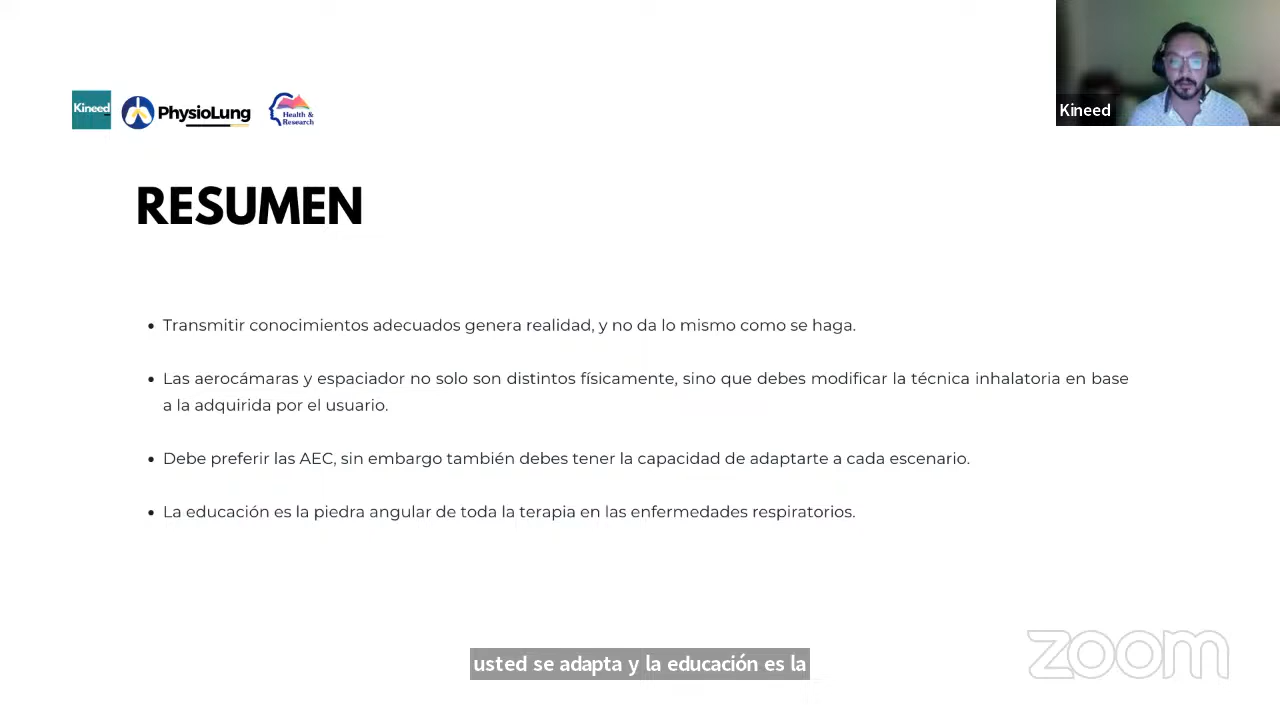 Kineed
Kineed
PhysioLung
Health &
Research
RESUMEN
• Transmitir conocimientos adecuados genera realidad, y no da lo mismo como se haga.
• Las aerocámaras y espaciador no solo son distintos físicamente, sino que debes modificar la técnica inhalatoria en base
a la adquirida por el usuario.
• Debe preferir las AEC, sin embargo también debes tener la capacidad de adaptarte a cada escenario.
• La educación es la piedra angular de toda la terapia en las enfermedades respiratorios.
usted se adapta y la educación es la
zoom